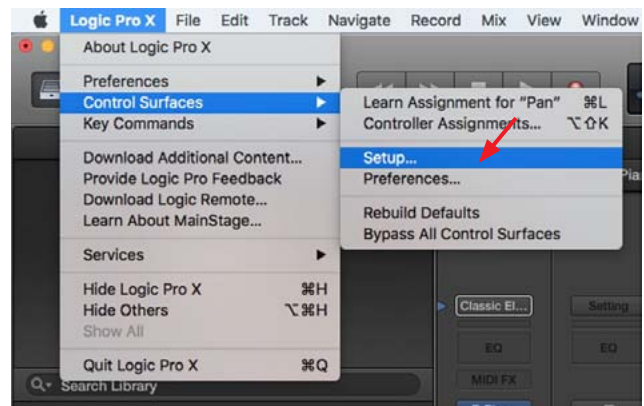 Logic Pro X File Edit Track Navigate Record Mix View Window
About Logic Pro X
Preferences
Control Surfaces
Key Commands
Download Additional Content...
Provide Logic Pro Feedback
Download Logic Remote...
Learn About MainStage...
Services
Hide Logic Pro X ⌘H
Hide Others ⌥⌘H
Show All
Quit Logic Pro X ⌘Q
Learn Assignment for "Pan" ⌘L
Controller Assignments... ⌥⇧K
Setup...
Preferences...
Rebuild Defaults
Bypass All Control Surfaces
Pia
Classic El... Setting
EQ EQ
MIDI FX
Search Library